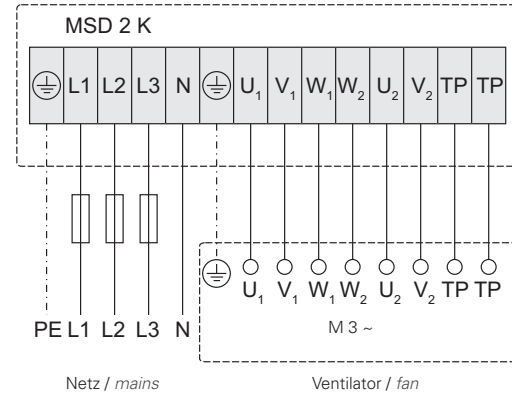 MSD 2 K
L1 L2 L3 N U₁ V₁ W₁ W₂ U₂ V₂ TP TP
U₁ V₁ W₁ W₂ U₂ V₂ TP TP
PE L1 L2 L3 N
M 3 ~
Netz / mains
Ventilator / fan